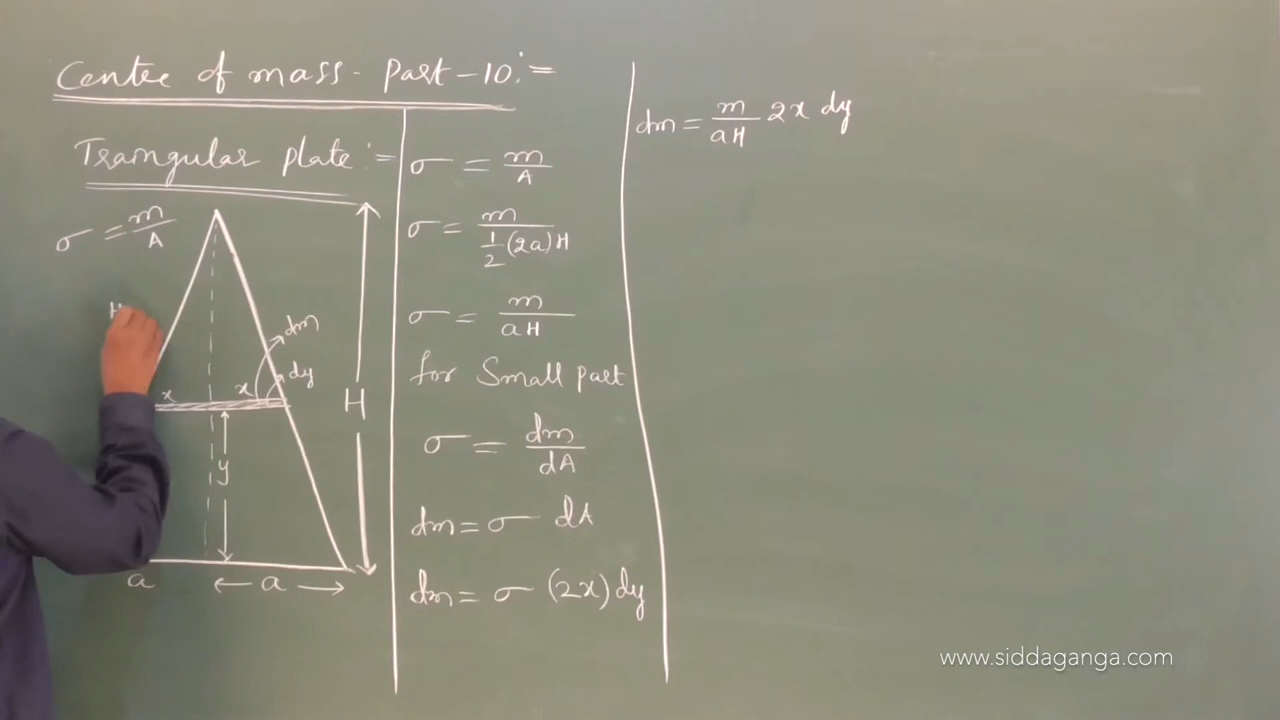 Centre of mass - Part - 10 :=
Triangular plate :=
σ = m/A
H
dm
dy
x x
H
y
a a
σ = m/A
σ = m/(1/2 (2a) H)
σ = m/aH
for Small part
σ = dm/dA
dm = σ dA
dm = σ (2x) dy
dm = m/aH 2x dy
www.siddaganga.com